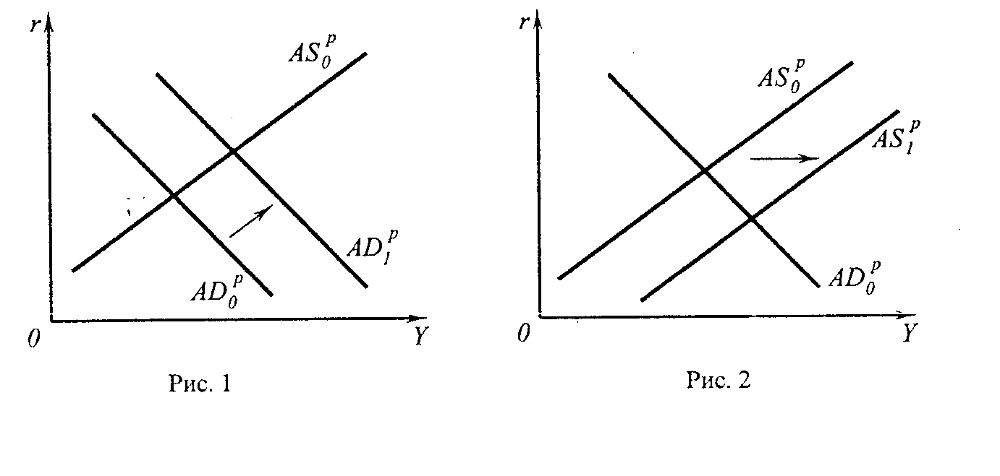 r
AS₀ᵖ
AD₁ᵖ
AD₀ᵖ
0
Y
Рис. 1
r
AS₀ᵖ
AS₁ᵖ
AD₀ᵖ
0
Y
Рис. 2